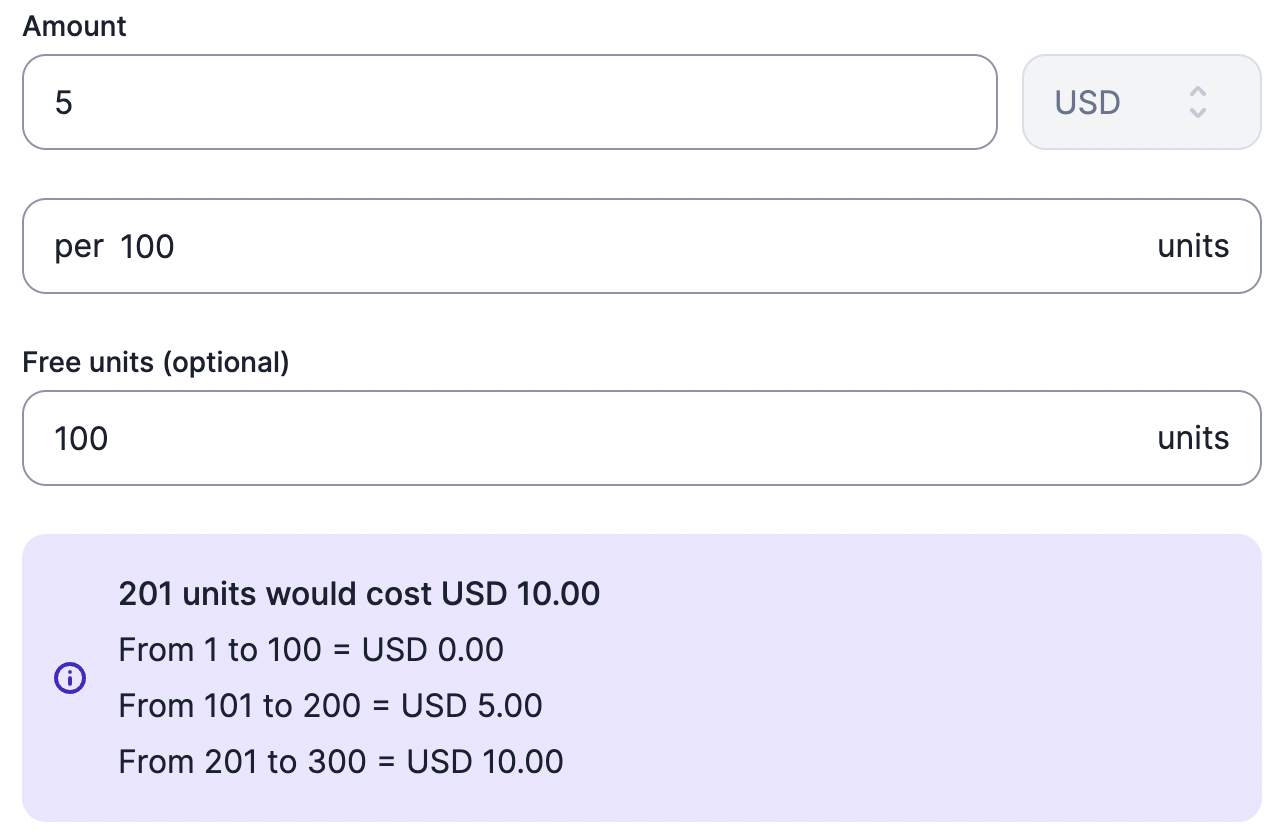 Amount
5 USD
per 100 units
Free units (optional)
100 units
201 units would cost USD 10.00
From 1 to 100 = USD 0.00
From 101 to 200 = USD 5.00
From 201 to 300 = USD 10.00